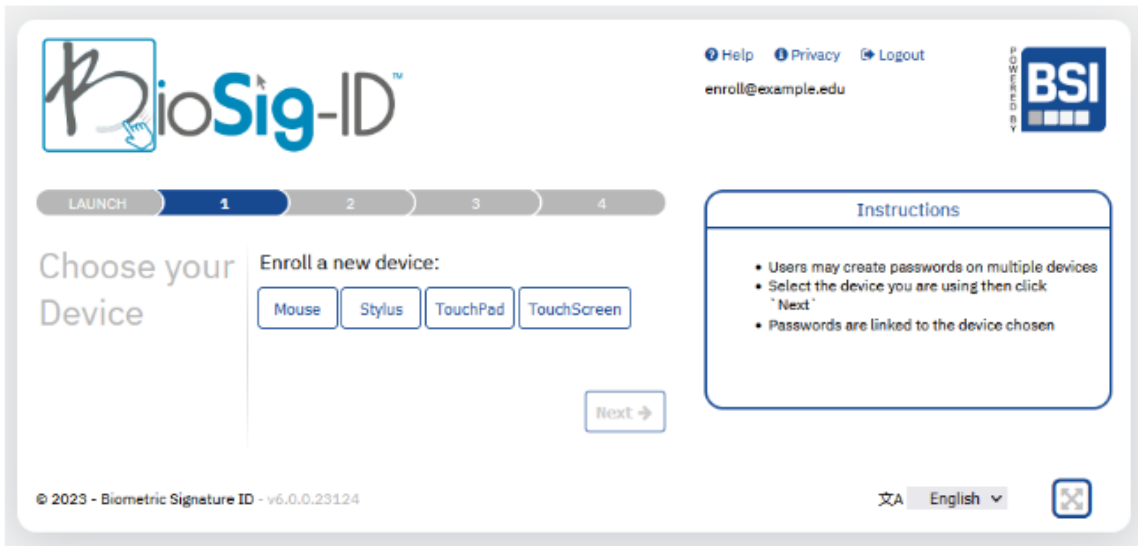 BioSig-ID™
Help Privacy Logout
enroll@example.edu
POWERED BY
BSI
LAUNCH 1 2 3 4
Choose your
Device
Enroll a new device:
Mouse Stylus TouchPad TouchScreen
Next
Instructions
• Users may create passwords on multiple devices
• Select the device you are using then click
`Next`
• Passwords are linked to the device chosen
© 2023 - Biometric Signature ID - v6.0.0.23124
文A English